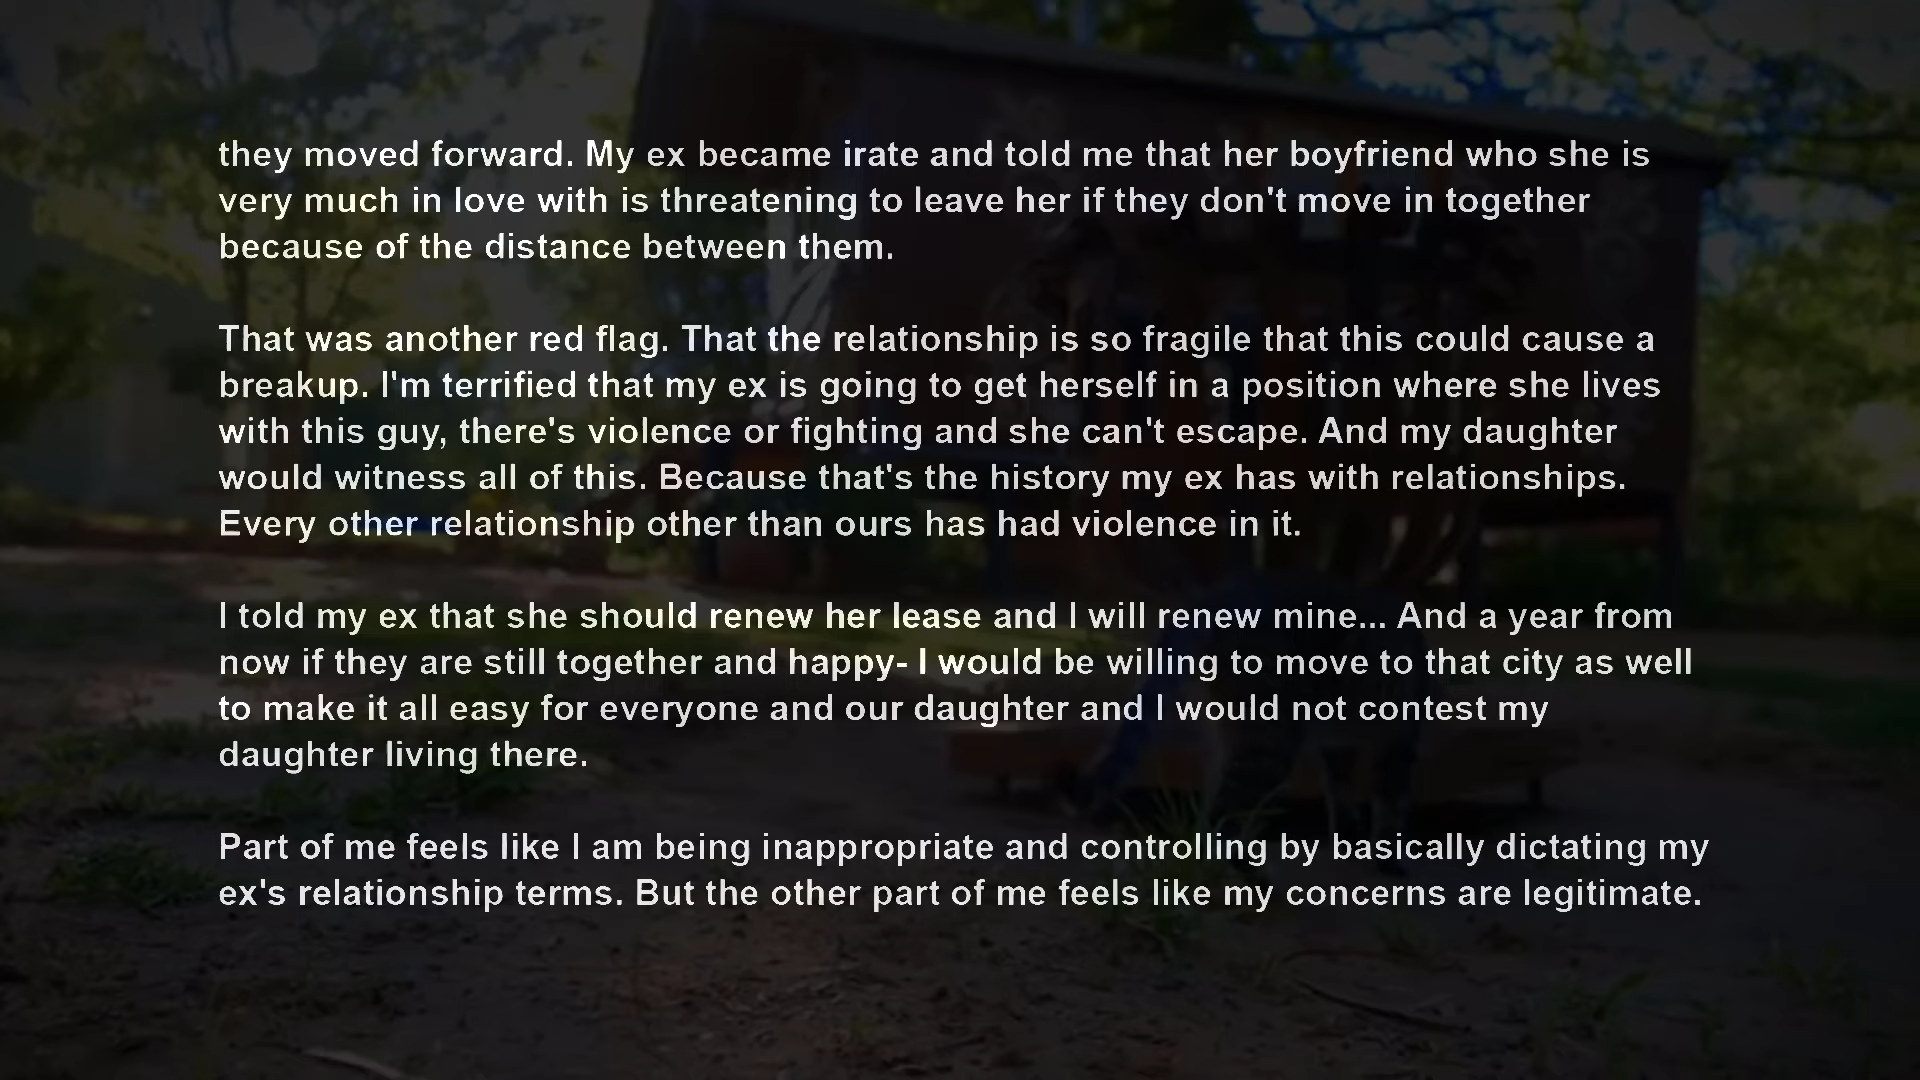 they moved forward. My ex became irate and told me that her boyfriend who she is
very much in love with is threatening to leave her if they don't move in together
because of the distance between them.
That was another red flag. That the relationship is so fragile that this could cause a
breakup. I'm terrified that my ex is going to get herself in a position where she lives
with this guy, there's violence or fighting and she can't escape. And my daughter
would witness all of this. Because that's the history my ex has with relationships.
Every other relationship other than ours has had violence in it.
I told my ex that she should renew her lease and I will renew mine... And a year from
now if they are still together and happy- I would be willing to move to that city as well
to make it all easy for everyone and our daughter and I would not contest my
daughter living there.
Part of me feels like I am being inappropriate and controlling by basically dictating my
ex's relationship terms. But the other part of me feels like my concerns are legitimate.